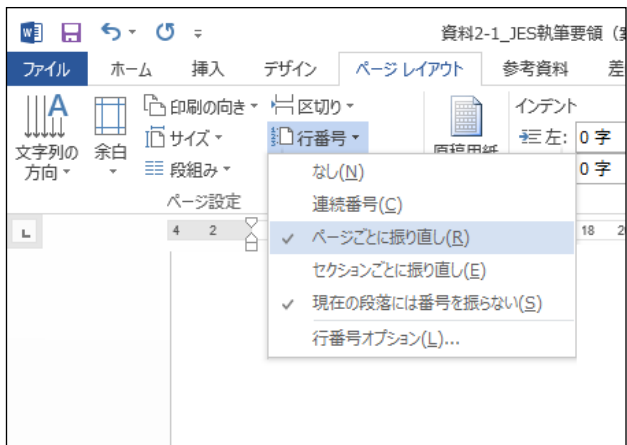 資料2-1_JES執筆要領（案
ファイル ホーム 挿入 デザイン ページ レイアウト 参考資料 差
文字列の方向
余白
印刷の向き
サイズ
段組み
区切り
行番号
原稿用紙
インデント
左: 0 字
0 字
ページ設定
なし(N)
連続番号(C)
ページごとに振り直し(R)
セクションごとに振り直し(E)
現在の段落には番号を振らない(S)
行番号オプション(L)...
L 4 2 18 2